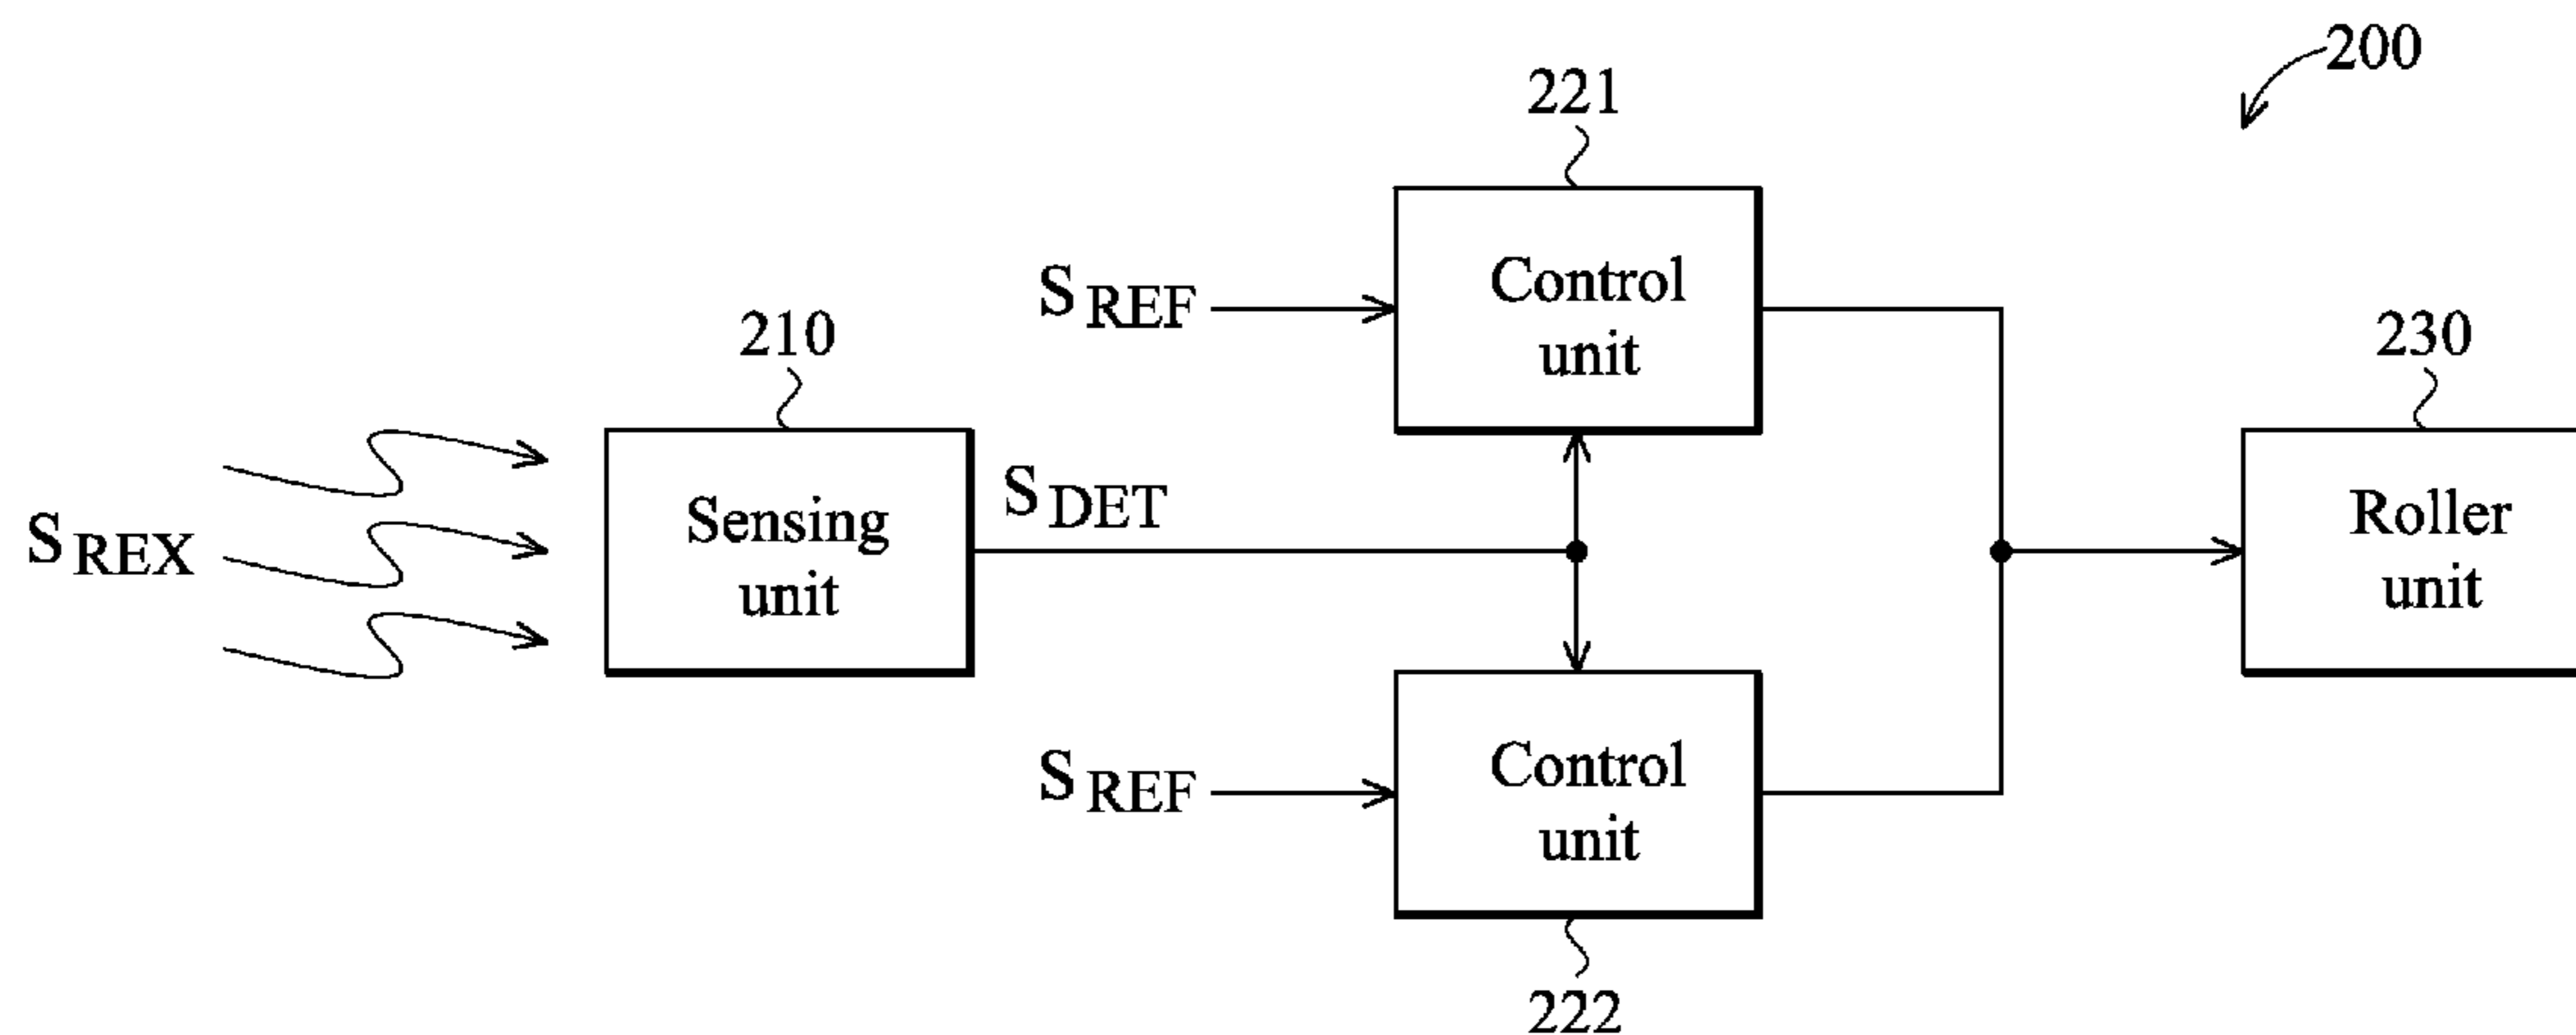 200
221
Control
unit
S REF
210
230
Sensing
unit
S DET
S REX
Roller
unit
Control
unit
S REF
222